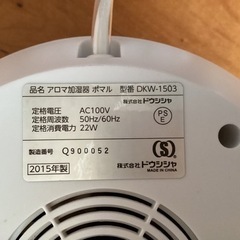 品名 アロマ加湿器 ポマル 型番 DKW-1503
株式会社ドウシシャ
定格電圧 AC100V
定格周波数 50Hz/60Hz
定格消費電力 22W
PS
E
製造番号 Q900052
株式会社ドウシシャ
2015年製
S
MADE IN CHINA